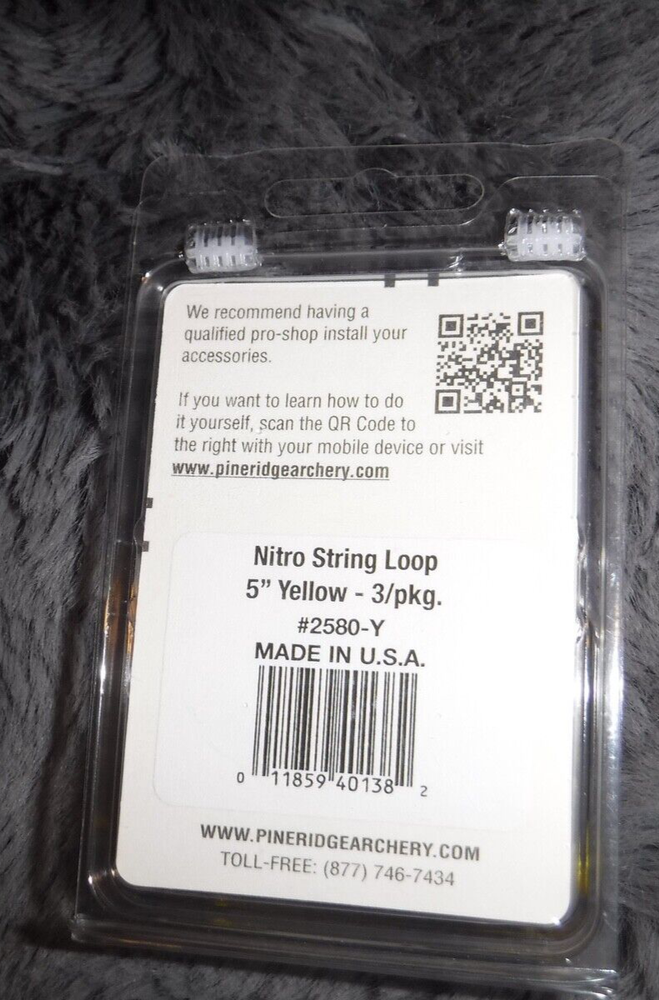 We recommend having a
qualified pro-shop install your
accessories.
If you want to learn how to do
it yourself, scan the QR Code to
the right with your mobile device or visit
www.pineridgearchery.com
Nitro String Loop
5” Yellow - 3/pkg.
#2580-Y
MADE IN U.S.A.
0 11859 40138 2
WWW.PINERIDGEARCHERY.COM
TOLL-FREE: (877) 746-7434